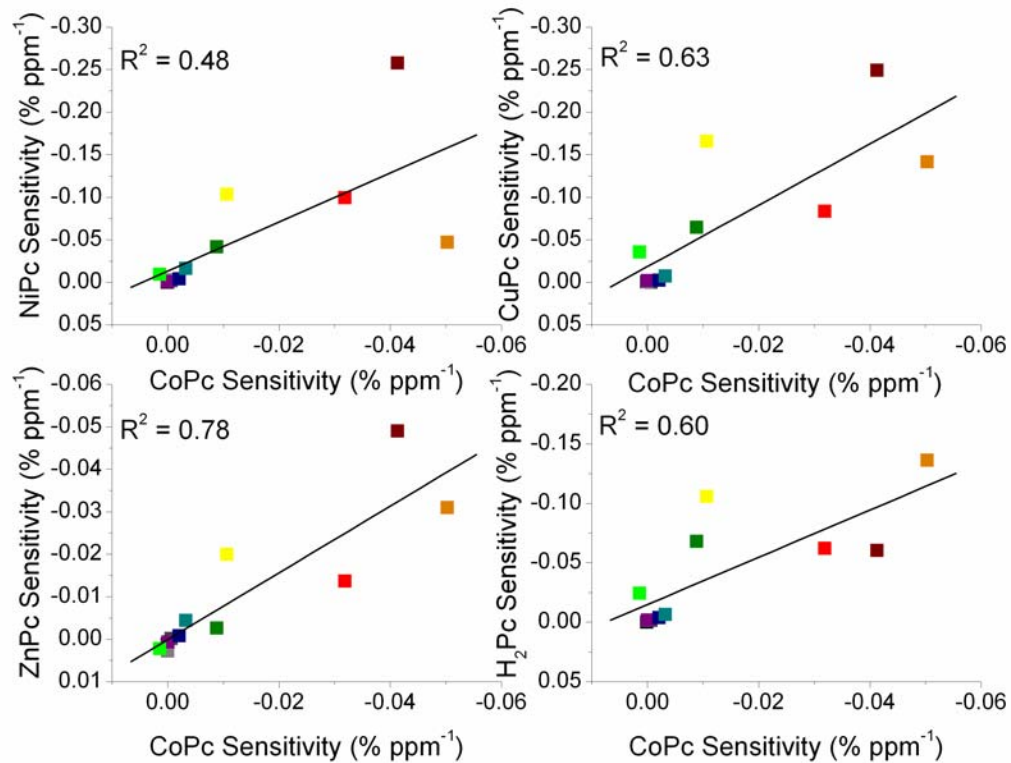 NiPc Sensitivity (% ppm⁻¹)
-0.30
-0.25
-0.20
-0.15
-0.10
-0.05
0.00
0.05
R² = 0.48
0.00 -0.02 -0.04 -0.06
CoPc Sensitivity (% ppm⁻¹)
CuPc Sensitivity (% ppm⁻¹)
-0.30
-0.25
-0.20
-0.15
-0.10
-0.05
0.00
0.05
R² = 0.63
0.00 -0.02 -0.04 -0.06
CoPc Sensitivity (% ppm⁻¹)
ZnPc Sensitivity (% ppm⁻¹)
-0.06
-0.05
-0.04
-0.03
-0.02
-0.01
0.00
0.01
R² = 0.78
0.00 -0.02 -0.04 -0.06
CoPc Sensitivity (% ppm⁻¹)
H₂Pc Sensitivity (% ppm⁻¹)
-0.20
-0.15
-0.10
-0.05
0.00
0.05
R² = 0.60
0.00 -0.02 -0.04 -0.06
CoPc Sensitivity (% ppm⁻¹)